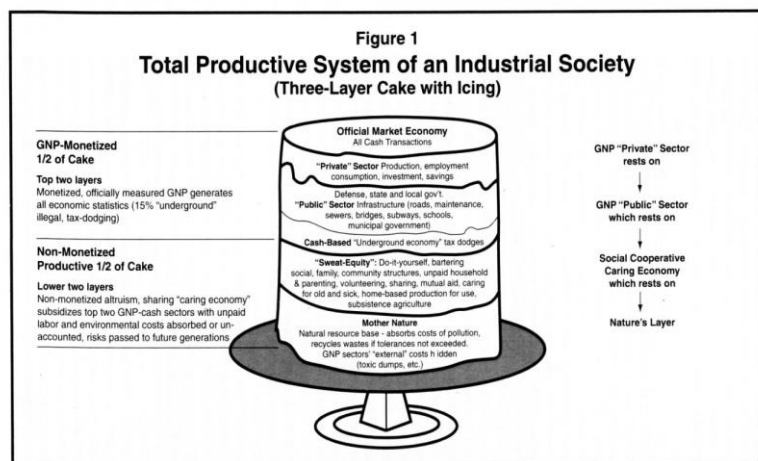 Figure 1
Total Productive System of an Industrial Society
(Three-Layer Cake with Icing)
GNP-Monetized
1/2 of Cake
Top two layers
Monetized, officially measured GNP generates
all economic statistics (15% "underground"
illegal, tax-dodging)
Non-Monetized
Productive 1/2 of Cake
Lower two layers
Non-monetized altruism, sharing "caring economy"
subsidizes top two GNP-cash sectors with unpaid
labor and environmental costs absorbed or un-
accounted, risks passed to future generations
Official Market Economy
All Cash Transactions
"Private" Sector Production, employment
consumption, investment, savings
Defense, state and local gov't.
"Public" Sector Infrastructure (roads, maintenance,
sewers, bridges, subways, schools,
municipal government)
Cash-Based "Underground economy" tax dodges
"Sweat-Equity": Do-it-yourself, bartering
social, family, community structures, unpaid household
& parenting, volunteering, sharing, mutual aid, caring
for old and sick, home-based production for use,
subsistence agriculture
Mother Nature
Natural resource base - absorbs costs of pollution,
recycles wastes if tolerances not exceeded.
GNP sectors' "external" costs h idden
(toxic dumps, etc.)
GNP "Private" Sector
rests on
GNP "Public" Sector
which rests on
Social Cooperative
Caring Economy
which rests on
Nature's Layer